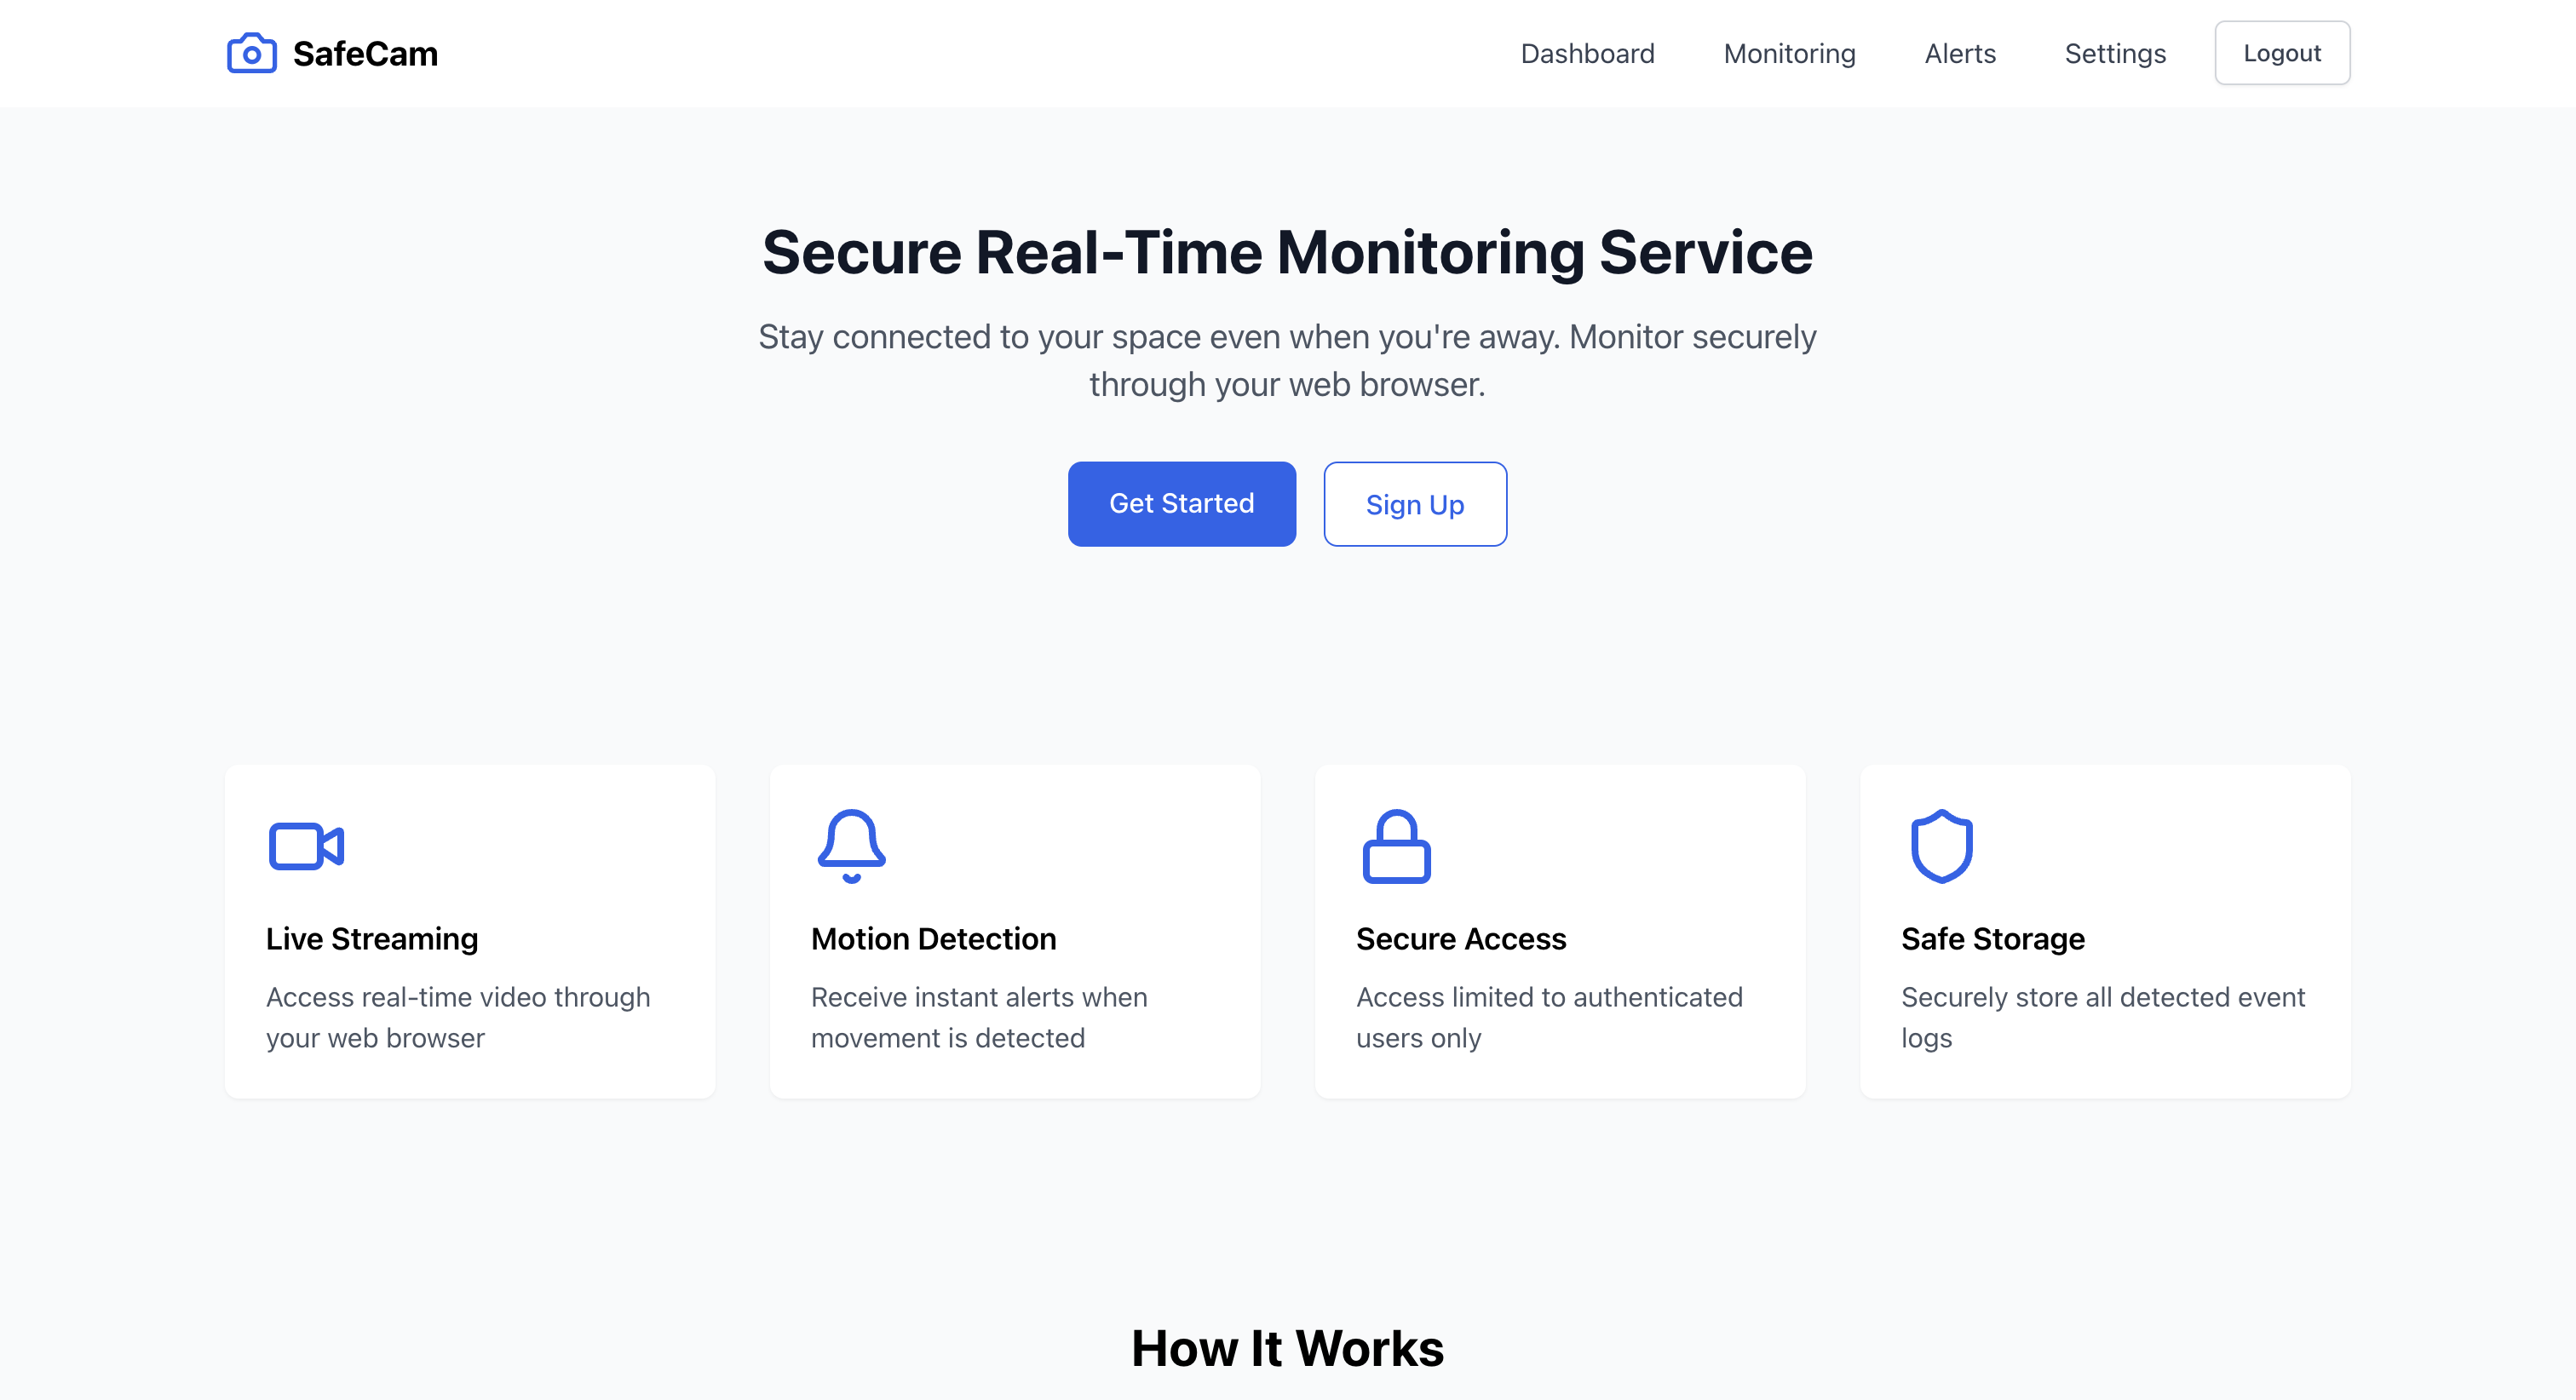 SafeCam
Dashboard
Monitoring
Alerts
Settings
Logout
Secure Real-Time Monitoring Service
Stay connected to your space even when you're away. Monitor securely
through your web browser.
Get Started
Sign Up
Live Streaming
Access real-time video through
your web browser
Motion Detection
Receive instant alerts when
movement is detected
Secure Access
Access limited to authenticated
users only
Safe Storage
Securely store all detected event
logs
How It Works